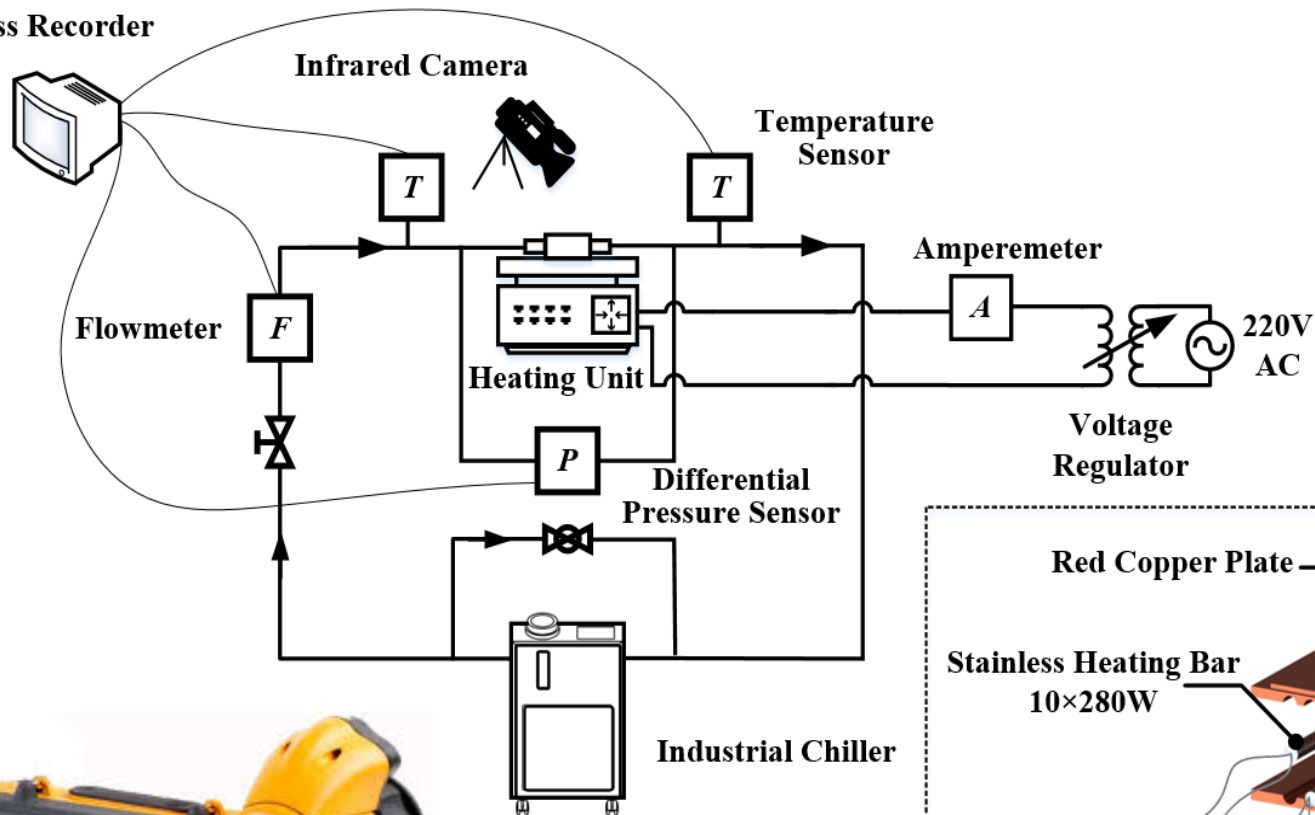 Recorder
Infrared Camera
Temperature
Sensor
T
T
Amperemeter
A
Flowmeter
F
220V
AC
Heating Unit
Voltage
Regulator
P
Differential
Pressure Sensor
Red Copper Plate
Stainless Heating Bar
10×280W
Industrial Chiller